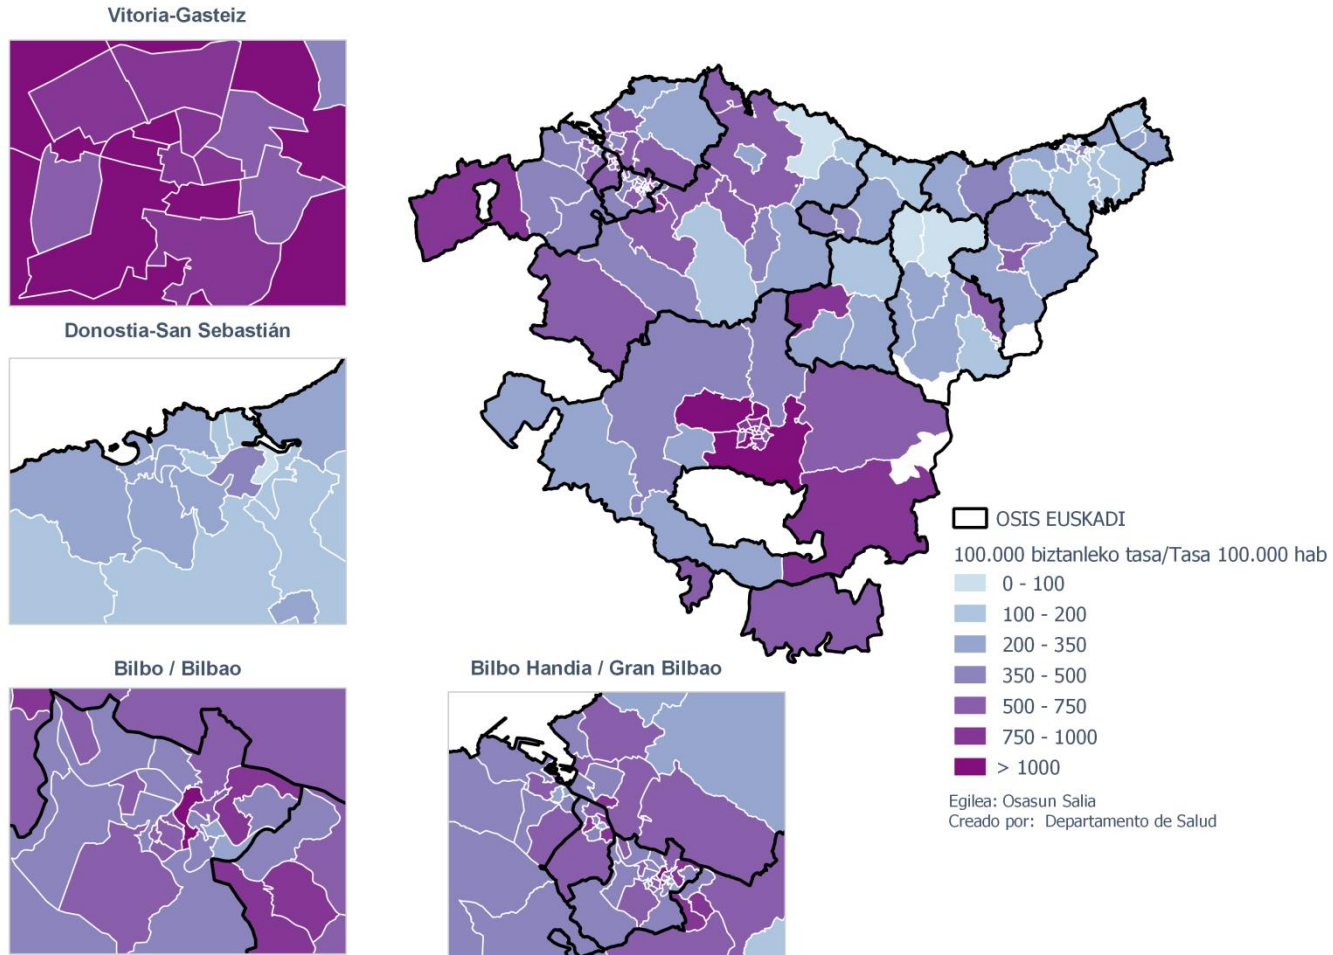 Vitoria-Gasteiz
Donostia-San Sebastián
Bilbo / Bilbao
Bilbo Handia / Gran Bilbao
OSIS EUSKADI
100.000 biztanleko tasa/Tasa 100.000 hab
0 - 100
100 - 200
200 - 350
350 - 500
500 - 750
750 - 1000
> 1000
Egilea: Osasun Salia
Creado por: Departamento de Salud